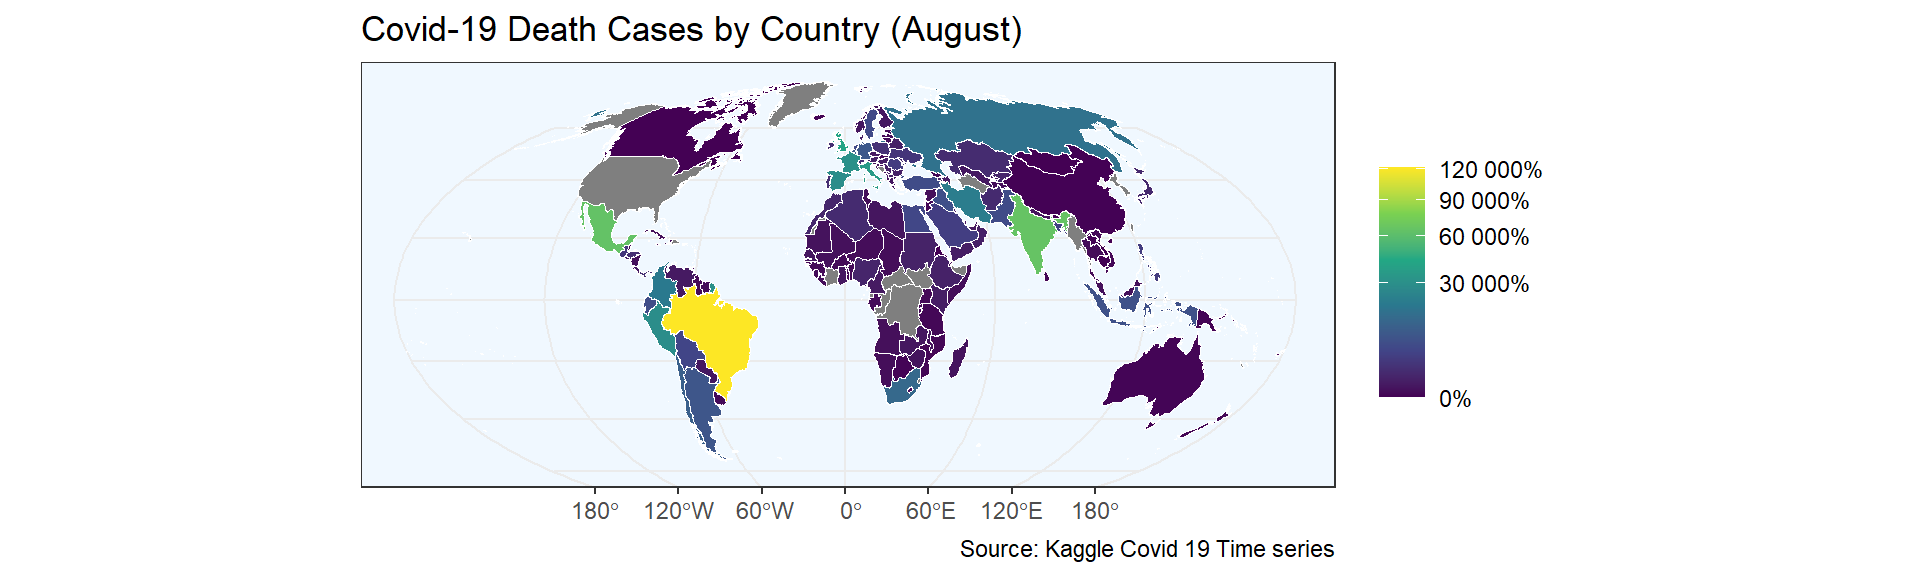 Covid-19 Death Cases by Country (August)
120 000%
90 000%
60 000%
30 000%
0%
180° 120°W 60°W 0° 60°E 120°E 180°
Source: Kaggle Covid 19 Time series